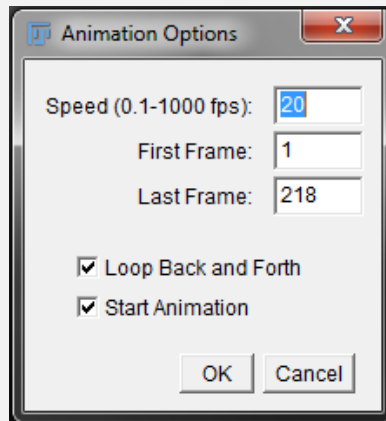 Animation Options
Speed (0.1-1000 fps): 20
First Frame: 1
Last Frame: 218
Loop Back and Forth
Start Animation
OK Cancel